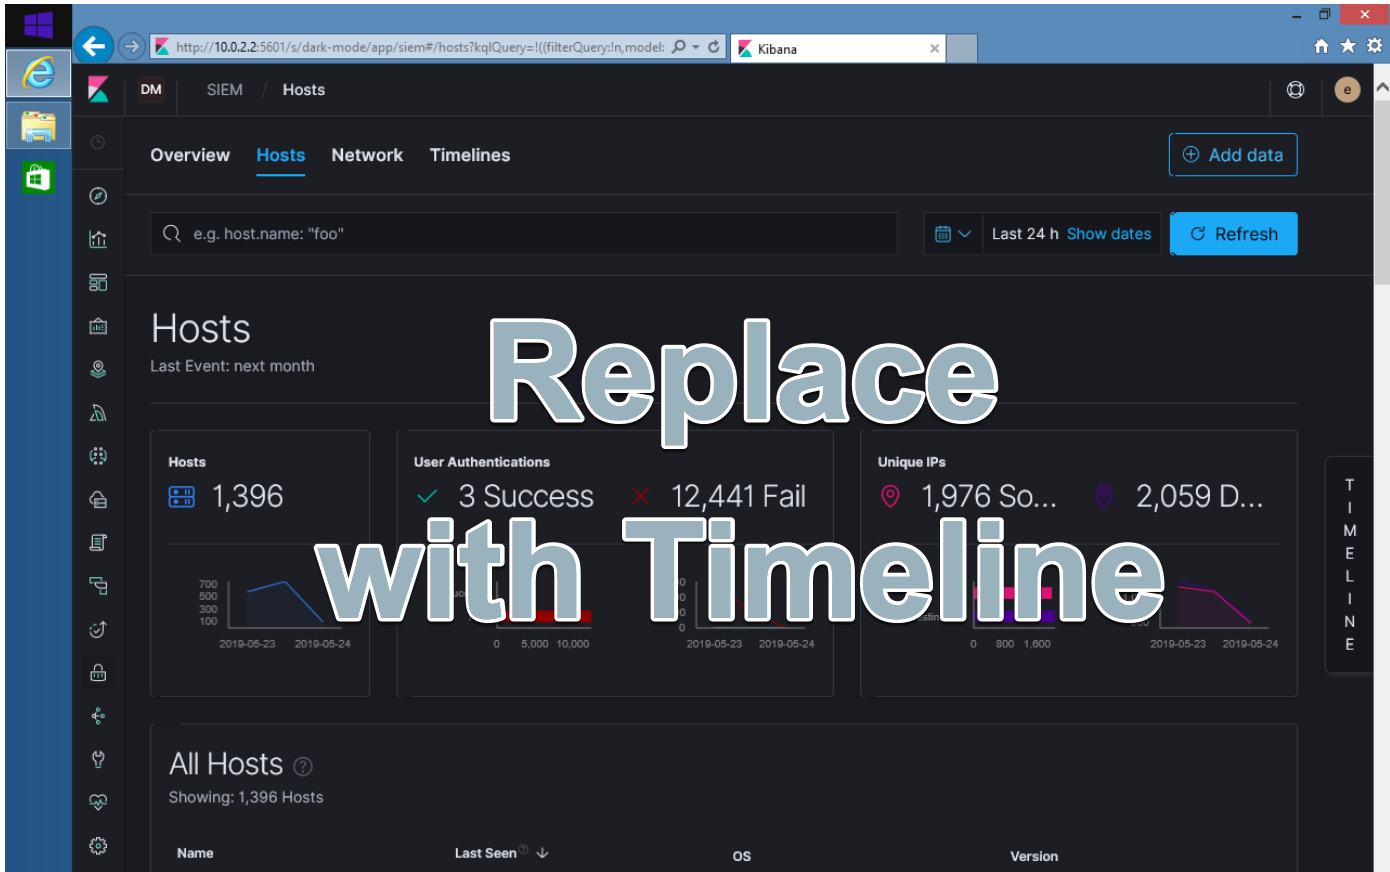 http://10.0.2.2:5601/s/dark-mode/app/siem#/hosts?kqlQuery=!((filterQuery:!n,model:
Kibana
DM SIEM / Hosts e
Overview Hosts Network Timelines Add data
e.g. host.name: "foo" Last 24 h Show dates Refresh
Hosts
Last Event: next month
Replace
with Timeline
Hosts
1,396
700
500
300
100
2019-05-23 2019-05-24
User Authentications
3 Success 12,441 Fail
0 5,000 10,000
0
2019-05-23 2019-05-24
Unique IPs
1,976 So... 2,059 D...
0 800 1,600
2019-05-23 2019-05-24
TIMELINE
All Hosts
Showing: 1,396 Hosts
Name Last Seen OS Version